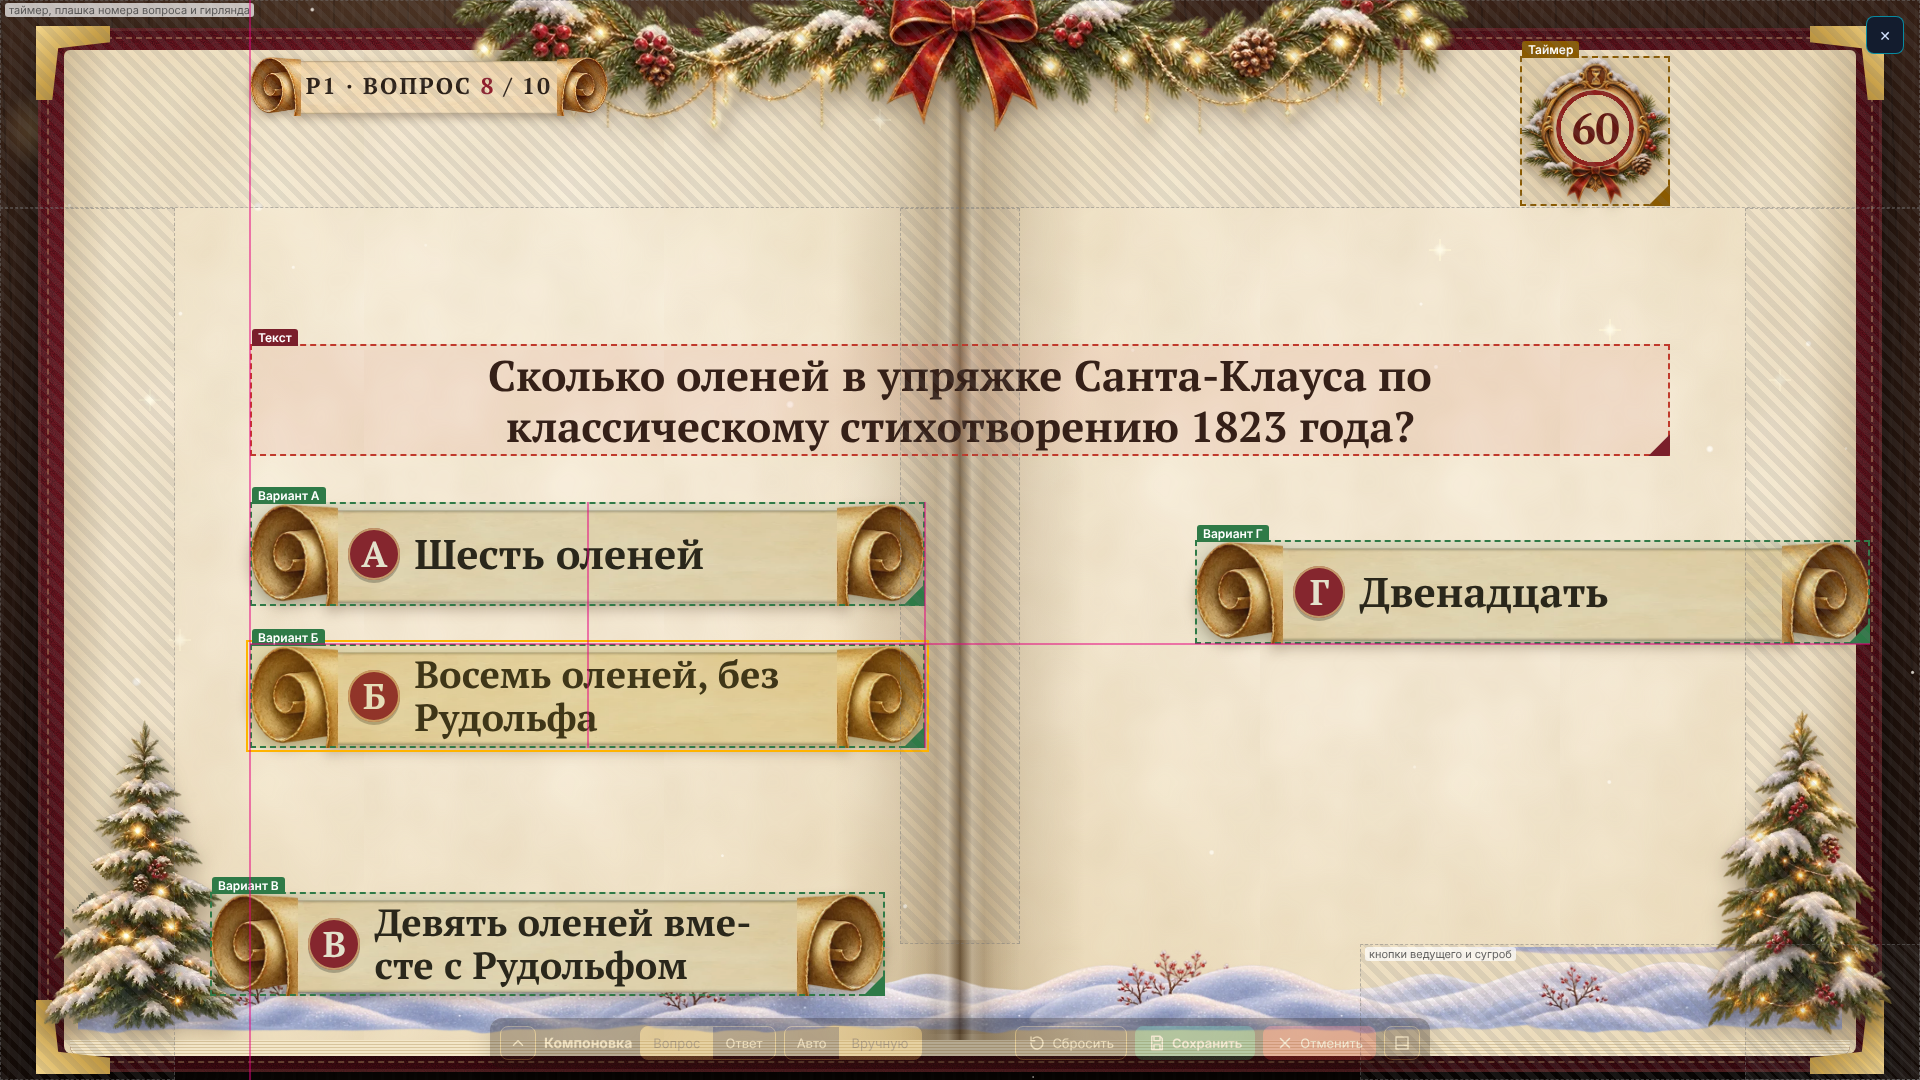 таймер, плашка номера вопроса и гирлянда
×
Р1 · ВОПРОС 8 / 10
Таймер
60
Текст
Сколько оленей в упряжке Санта-Клауса по
классическому стихотворению 1823 года?
Вариант А
А Шесть оленей
Вариант Г
Г Двенадцать
Вариант Б
Б Восемь оленей, без
Рудольфа
Вариант В
В Девять оленей вме-
сте с Рудольфом
кнопки ведущего и сугроб
Компоновка Вопрос Ответ Авто Вручную Сбросить Сохранить Отменить